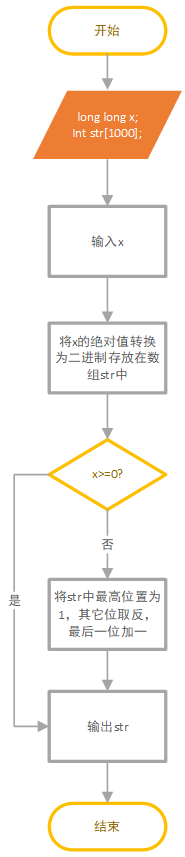 开始
long long x;
Int str[1000];
输入x
将x的绝对值转换
为二进制存放在数
组str中
x>=0?
否
是
将str中最高位置为
1，其它位取反，
最后一位加一
输出str
结束